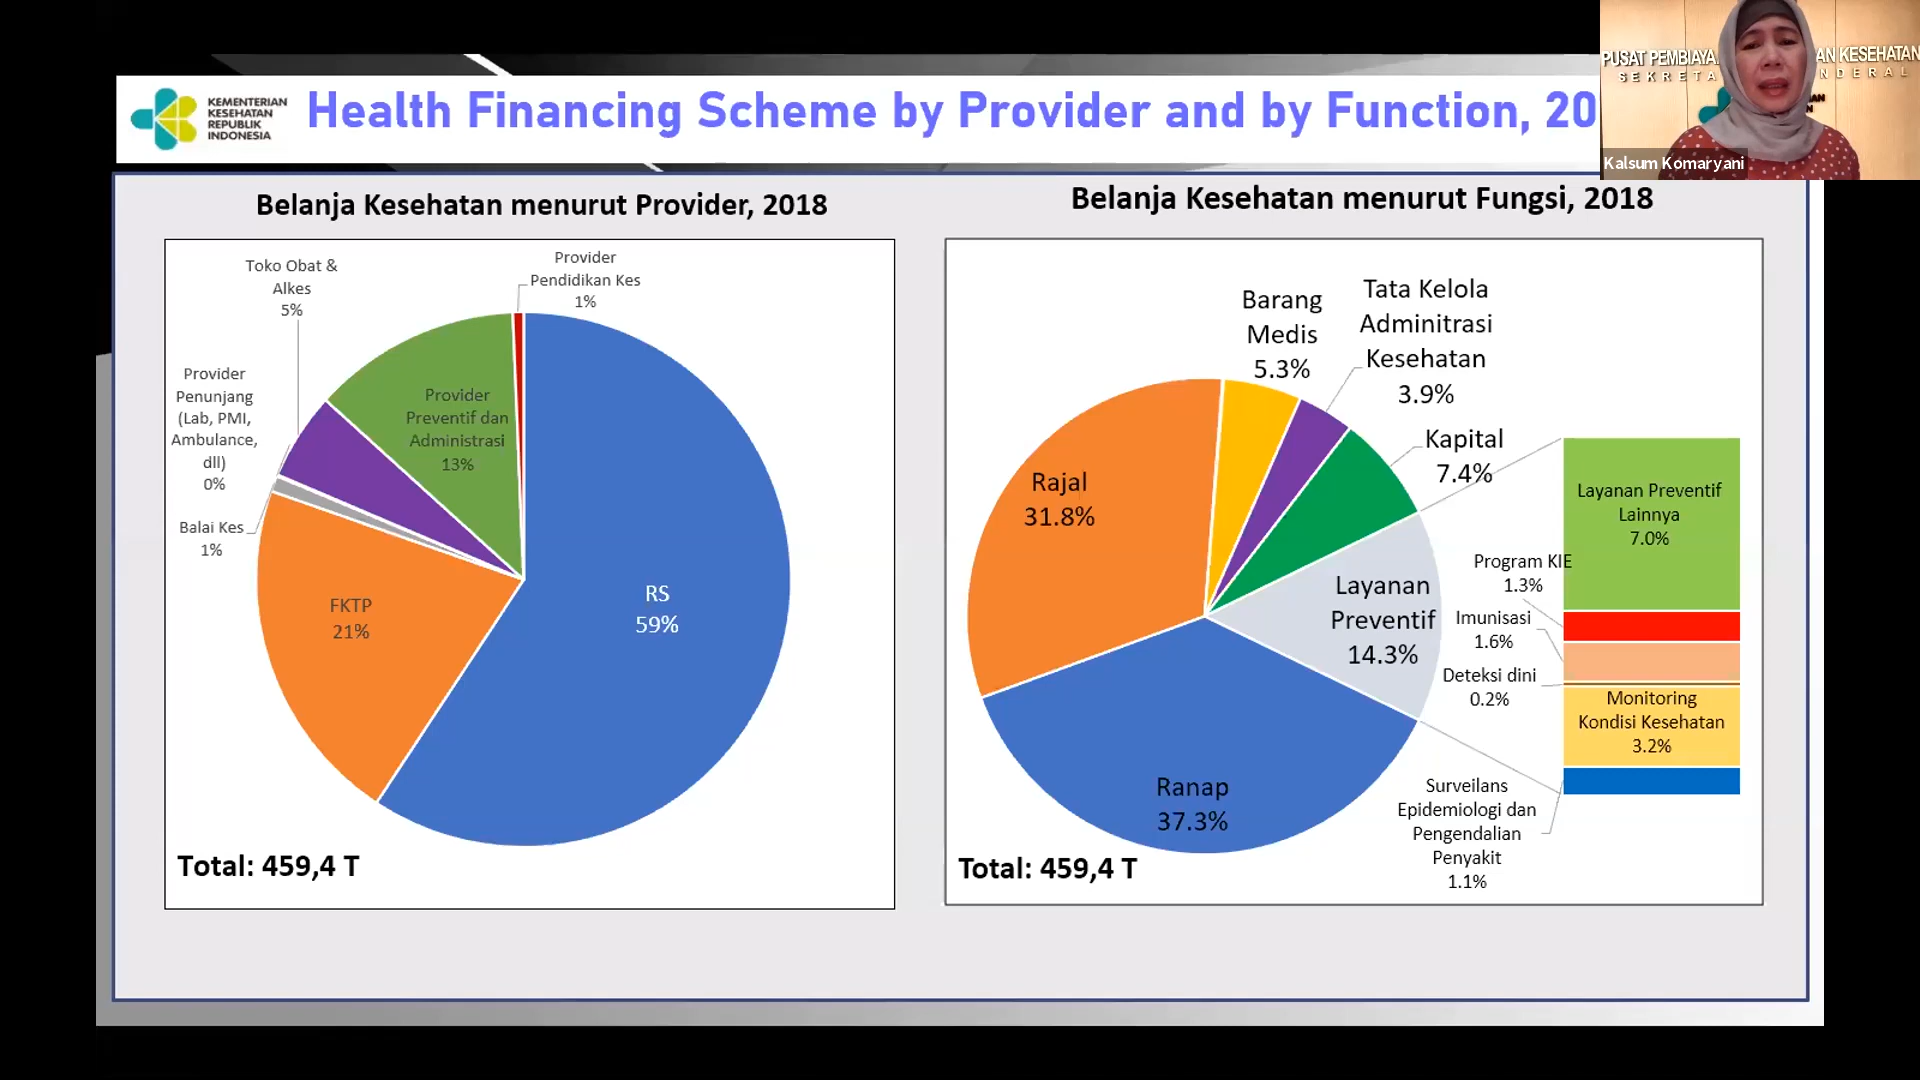 KEMENTERIAN
KESEHATAN
REPUBLIK
INDONESIA
Health Financing Scheme by Provider and by Function, 20
PUSAT PEMBIAYA
AN KESEHATAN
SEKRETA
NDERAL
Kalsum Komaryani
Belanja Kesehatan menurut Provider, 2018
Toko Obat &
Alkes
5%
Provider
Pendidikan Kes
1%
Provider
Penunjang
(Lab, PMI,
Ambulance,
dll)
0%
Provider
Preventif dan
Administrasi
13%
Balai Kes
1%
FKTP
21%
RS
59%
Total: 459,4 T
Belanja Kesehatan menurut Fungsi, 2018
Barang
Medis
5.3%
Tata Kelola
Adminitrasi
Kesehatan
3.9%
Kapital
7.4%
Rajal
31.8%
Layanan
Preventif
14.3%
Ranap
37.3%
Layanan Preventif
Lainnya
7.0%
Program KIE
1.3%
Imunisasi
1.6%
Deteksi dini
0.2%
Monitoring
Kondisi Kesehatan
3.2%
Surveilans
Epidemiologi dan
Pengendalian
Penyakit
1.1%
Total: 459,4 T